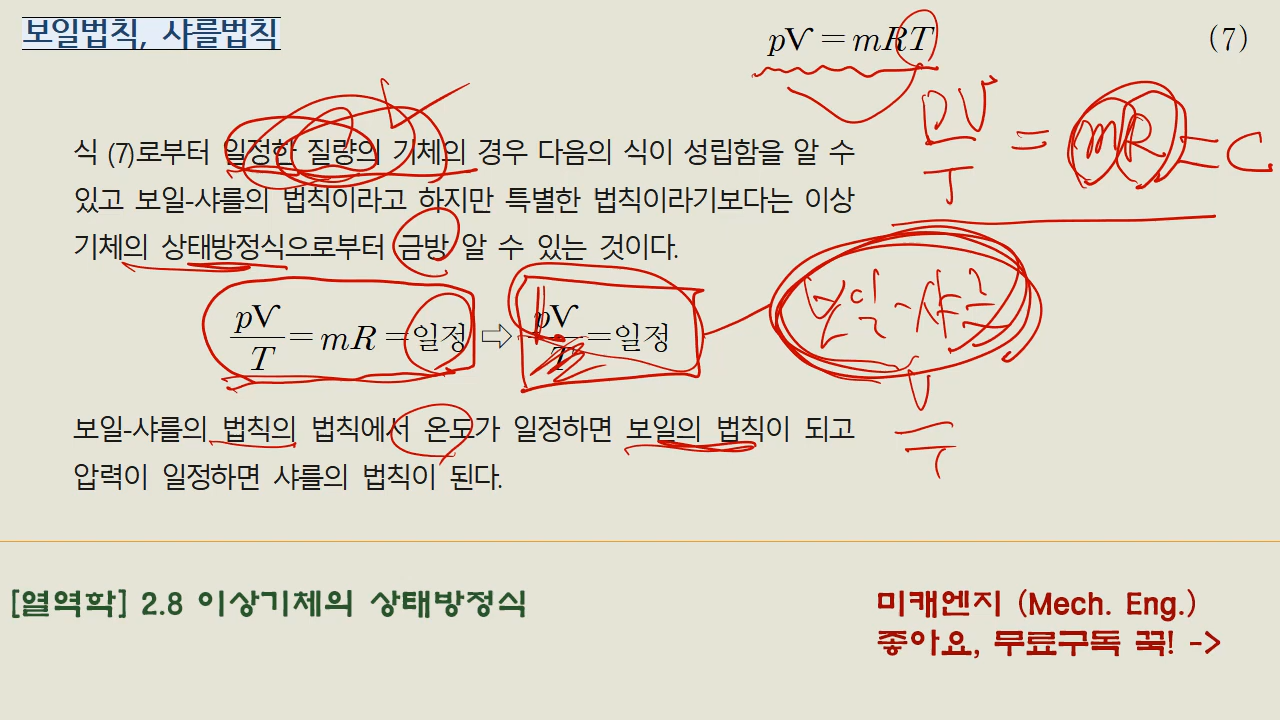 보일법칙, 샤를법칙
pV = mRT (7)
PV/T = mR = C
식 (7)로부터 일정한 질량의 기체의 경우 다음의 식이 성립함을 알 수
있고 보일-샤를의 법칙이라고 하지만 특별한 법칙이라기보다는 이상
기체의 상태방정식으로부터 금방 알 수 있는 것이다.
pV/T = mR = 일정 ⇨ pV/T = 일정
보일-샤를
V/T
보일-샤를의 법칙의 법칙에서 온도가 일정하면 보일의 법칙이 되고
압력이 일정하면 샤를의 법칙이 된다.
[열역학] 2.8 이상기체의 상태방정식
미캐엔지 (Mech. Eng.)
좋아요, 무료구독 꾹! ->